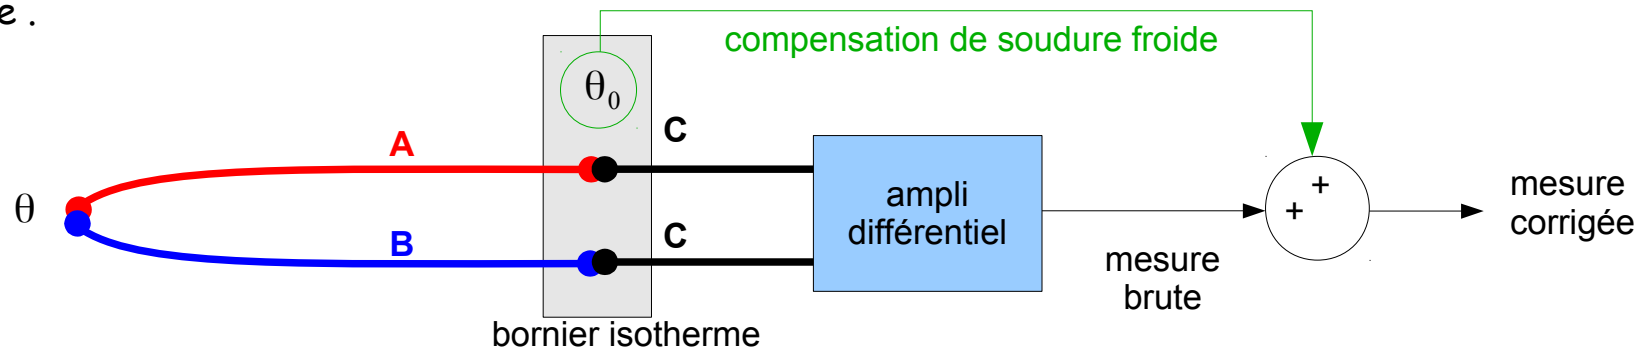 e .
compensation de soudure froide
θ₀
C
A
θ
ampli
différentiel
+
+
mesure
corrigée
B
C
mesure
brute
bornier isotherme